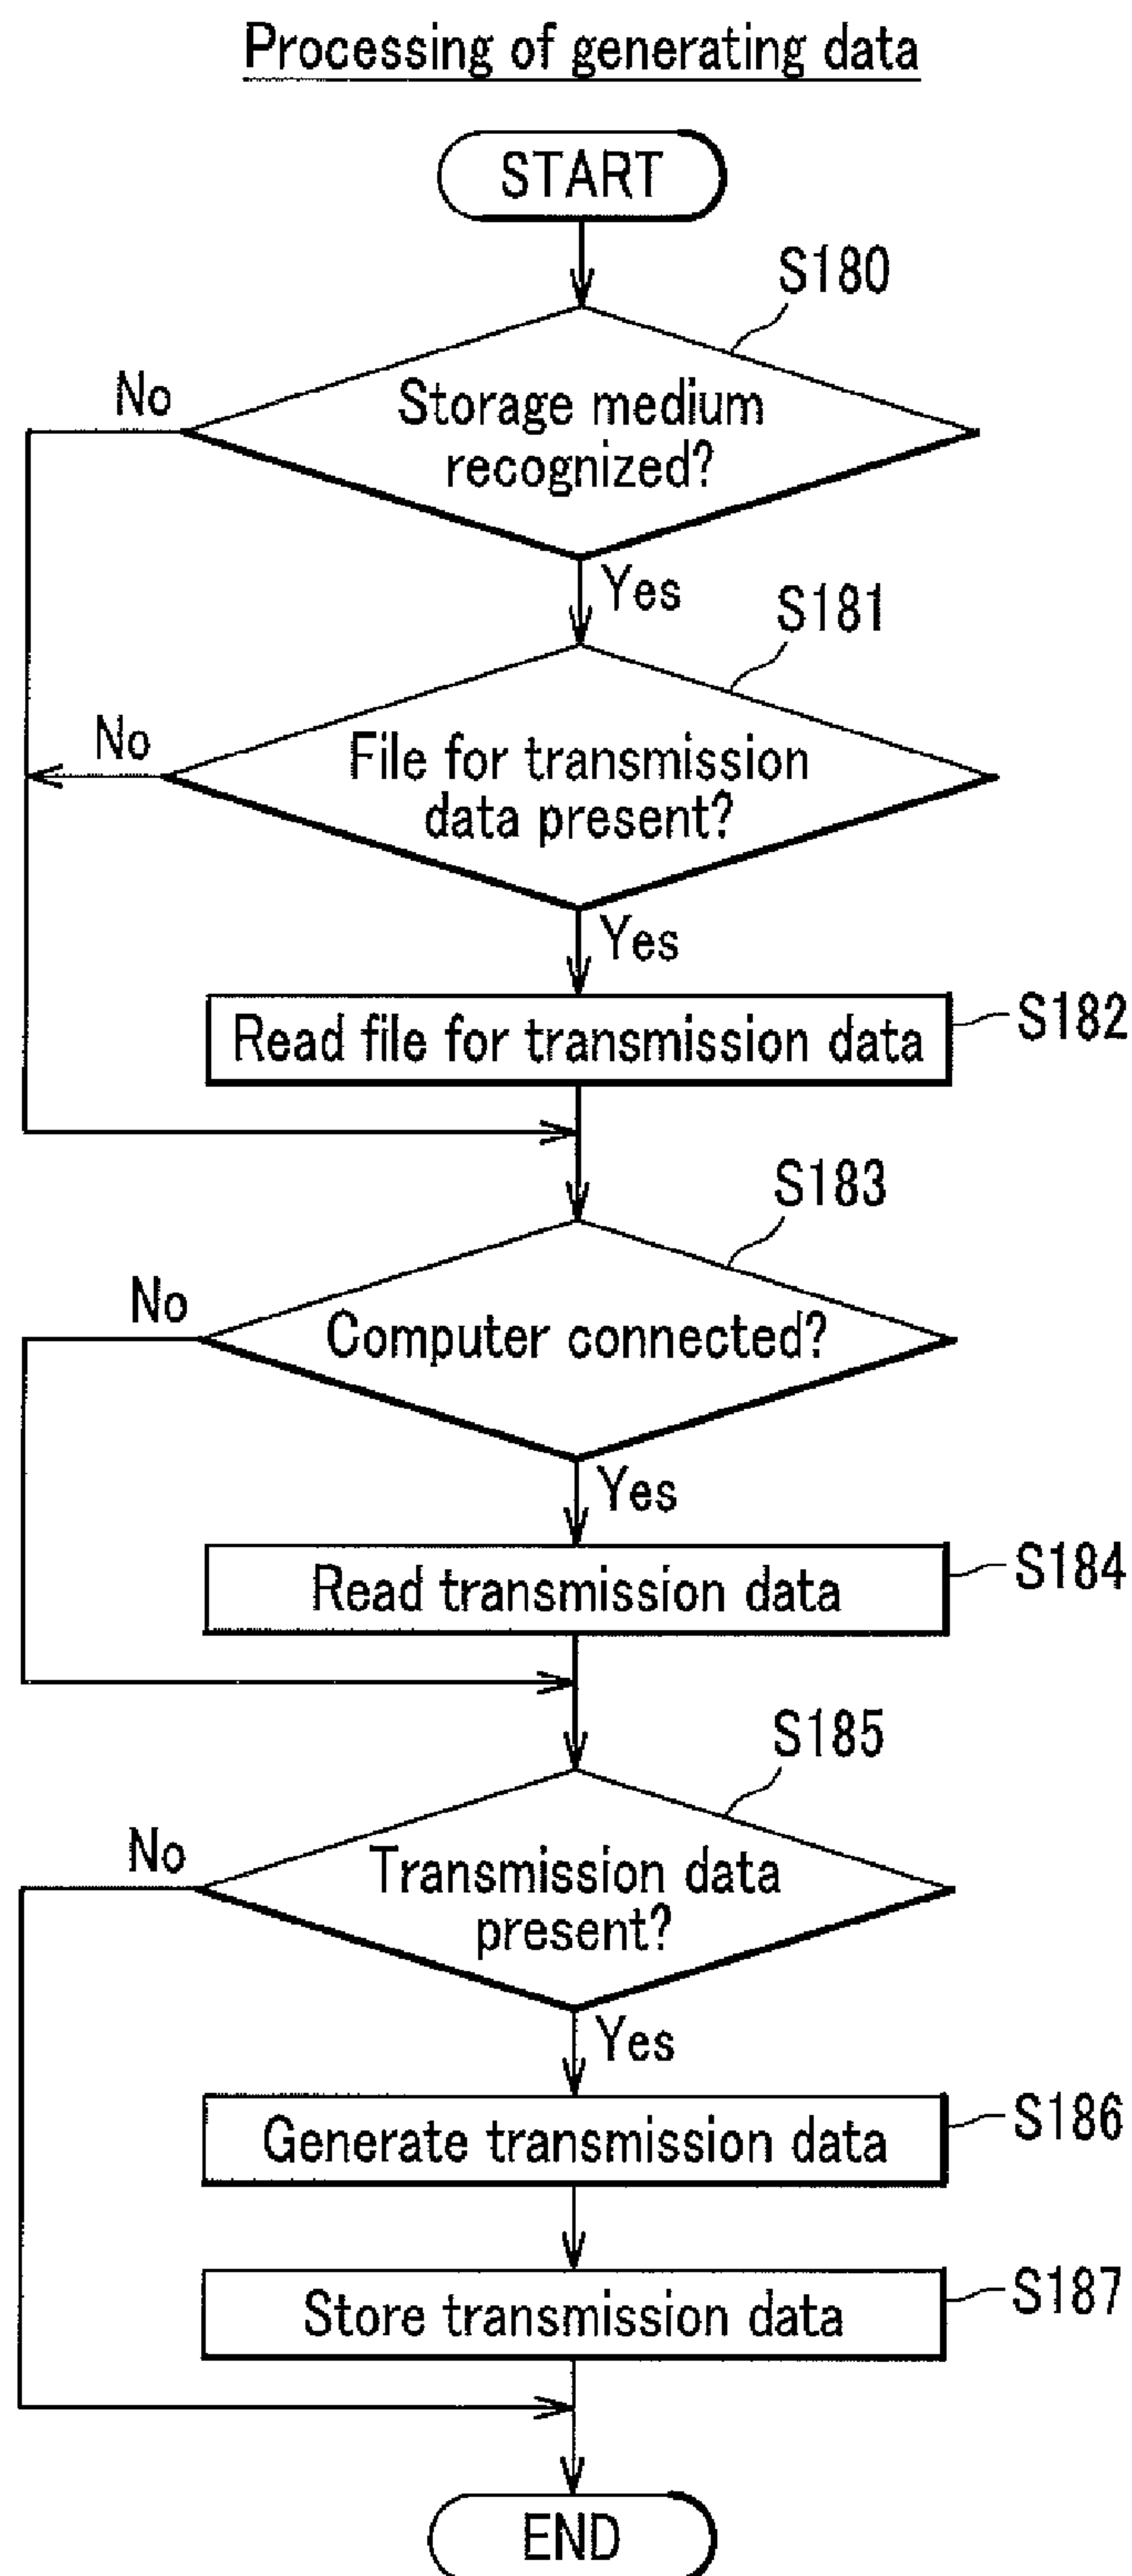 Processing of generating data
START
S180
No
Storage medium
recognized?
Yes
S181
No
File for transmission
data present?
Yes
Read file for transmission data
S182
S183
No
Computer connected?
Yes
Read transmission data
S184
S185
No
Transmission data
present?
Yes
Generate transmission data
S186
Store transmission data
S187
END